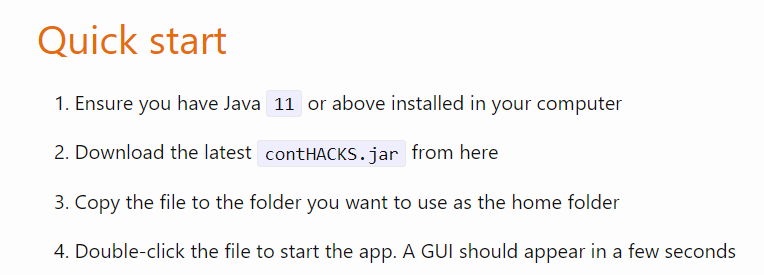 Quick start
1. Ensure you have Java 11 or above installed in your computer
2. Download the latest contHACKS.jar from here
3. Copy the file to the folder you want to use as the home folder
4. Double-click the file to start the app. A GUI should appear in a few seconds